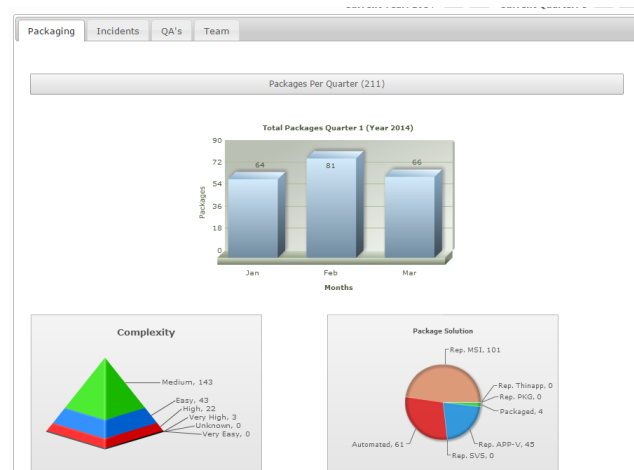 Packaging Incidents QA's Team
Packages Per Quarter (211)
Total Packages Quarter 1 (Year 2014)
90
72
54
36
18
0
Packages
64
81
66
Jan Feb Mar
Months
Complexity
Medium, 143
Easy, 43
High, 22
Very High, 3
Unknown, 0
Very Easy, 0
Package Solution
Rep. MSI, 101
Rep. Thinapp, 0
Rep. PKG, 0
Packaged, 4
Automated, 61
Rep. APP-V, 45
Rep. SVS, 0